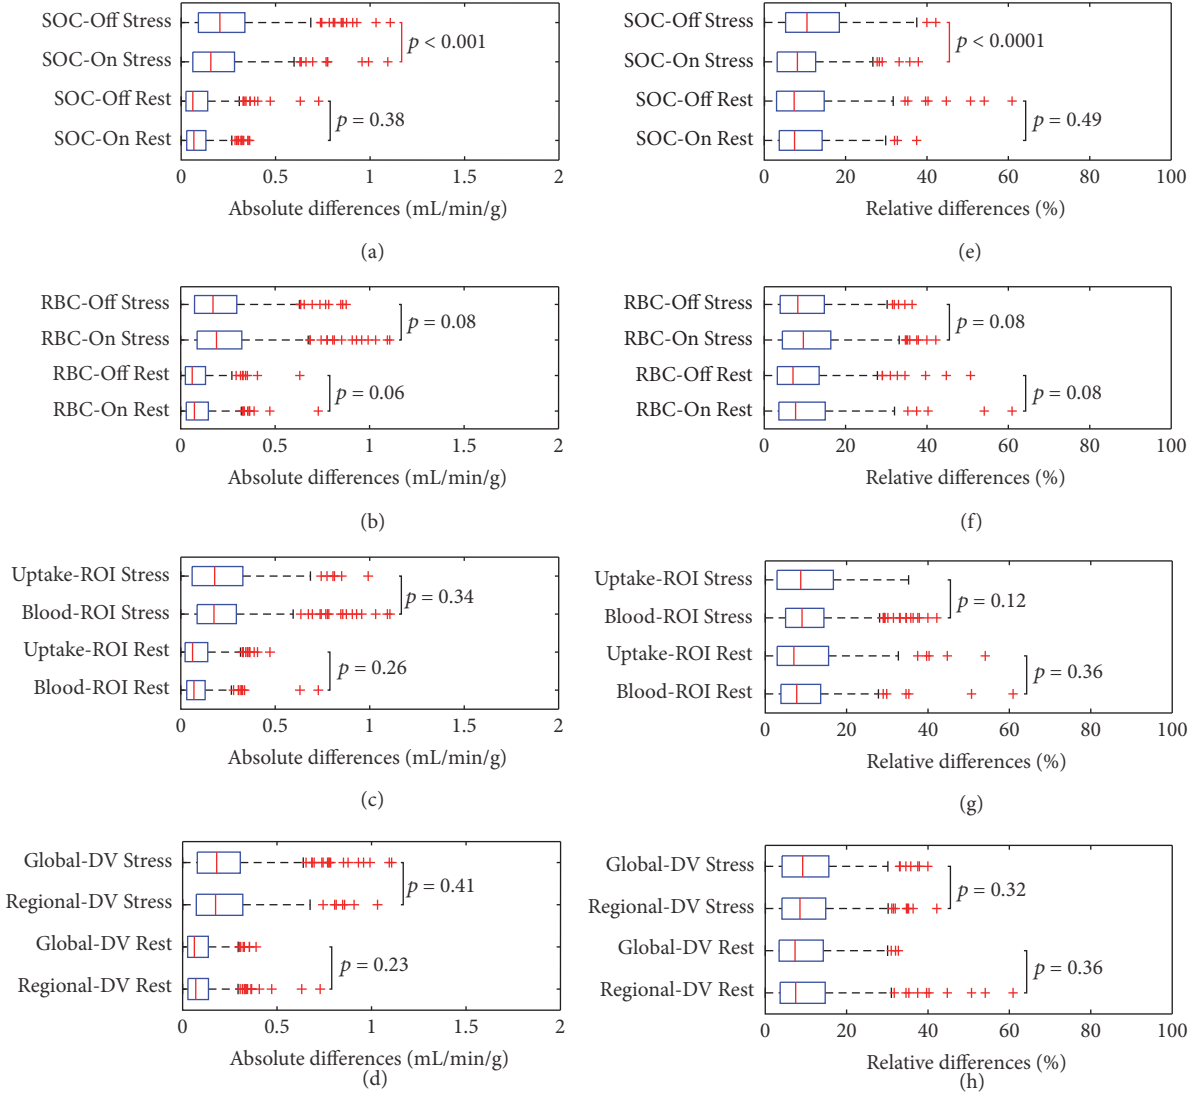 SOC-Off Stress
SOC-On Stress
SOC-Off Rest
SOC-On Rest
p < 0.001
p = 0.38
0 0.5 1 1.5 2
Absolute differences (mL/min/g)
(a)
SOC-Off Stress
SOC-On Stress
SOC-Off Rest
SOC-On Rest
p < 0.0001
p = 0.49
0 20 40 60 80 100
Relative differences (%)
(e)
RBC-Off Stress
RBC-On Stress
RBC-Off Rest
RBC-On Rest
p = 0.08
p = 0.06
0 0.5 1 1.5 2
Absolute differences (mL/min/g)
(b)
RBC-Off Stress
RBC-On Stress
RBC-Off Rest
RBC-On Rest
p = 0.08
p = 0.08
0 20 40 60 80 100
Relative differences (%)
(f)
Uptake-ROI Stress
Blood-ROI Stress
Uptake-ROI Rest
Blood-ROI Rest
p = 0.34
p = 0.26
0 0.5 1 1.5 2
Absolute differences (mL/min/g)
(c)
Uptake-ROI Stress
Blood-ROI Stress
Uptake-ROI Rest
Blood-ROI Rest
p = 0.12
p = 0.36
0 20 40 60 80 100
Relative differences (%)
(g)
Global-DV Stress
Regional-DV Stress
Global-DV Rest
Regional-DV Rest
p = 0.41
p = 0.23
0 0.5 1 1.5 2
Absolute differences (mL/min/g)
(d)
Global-DV Stress
Regional-DV Stress
Global-DV Rest
Regional-DV Rest
p = 0.32
p = 0.36
0 20 40 60 80 100
Relative differences (%)
(h)